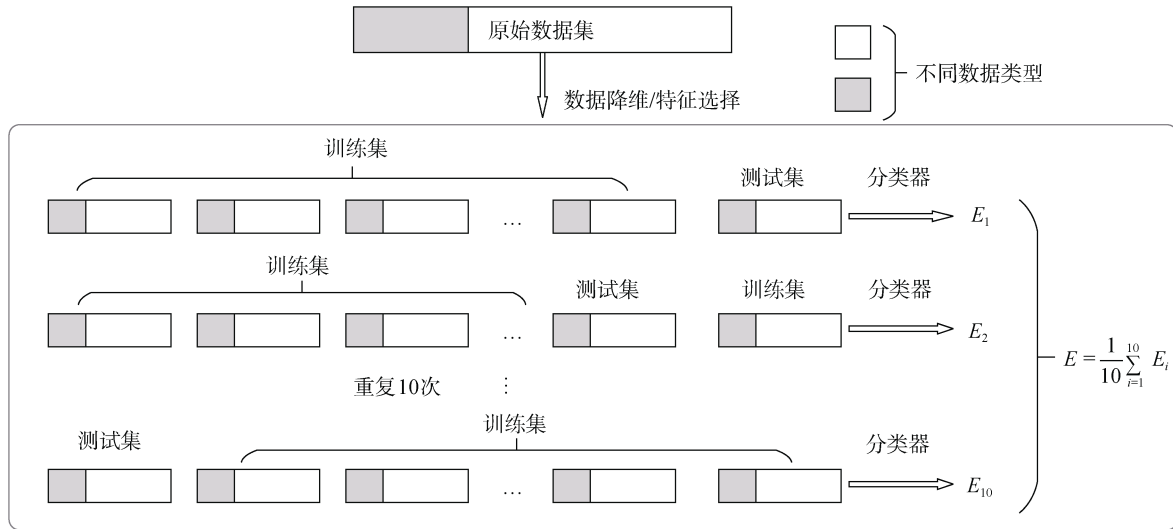 原始数据集
不同数据类型
数据降维/特征选择
训练集
测试集
分类器
…
E₁
训练集
测试集
训练集
分类器
…
E₂
E = 1/10 ∑ᵢ₌₁¹⁰ Eᵢ
重复10次
⋮
测试集
训练集
分类器
…
E₁₀